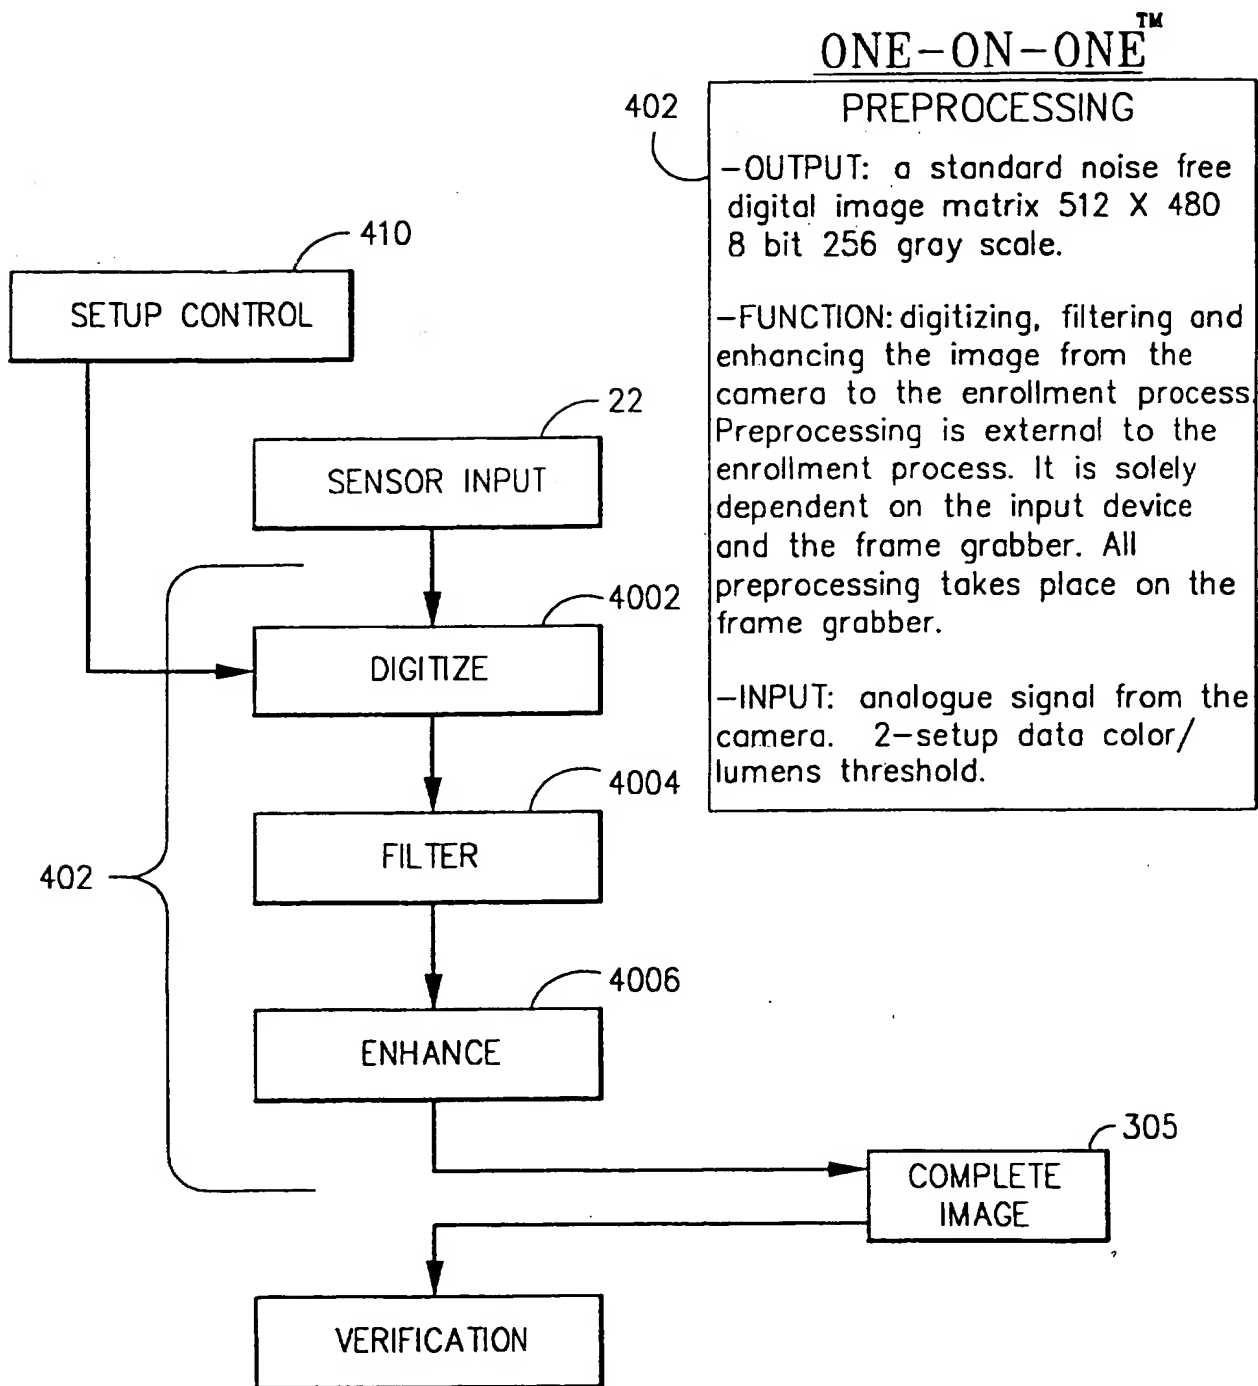 ONE-ON-ONE™
402
PREPROCESSING
-OUTPUT: a standard noise free
digital image matrix 512 X 480
8 bit 256 gray scale.
-FUNCTION: digitizing, filtering and
enhancing the image from the
camera to the enrollment process.
Preprocessing is external to the
enrollment process. It is solely
dependent on the input device
and the frame grabber. All
preprocessing takes place on the
frame grabber.
-INPUT: analogue signal from the
camera. 2-setup data color/
lumens threshold.
410
SETUP CONTROL
22
SENSOR INPUT
4002
DIGITIZE
4004
FILTER
402
4006
ENHANCE
305
COMPLETE
IMAGE
VERIFICATION